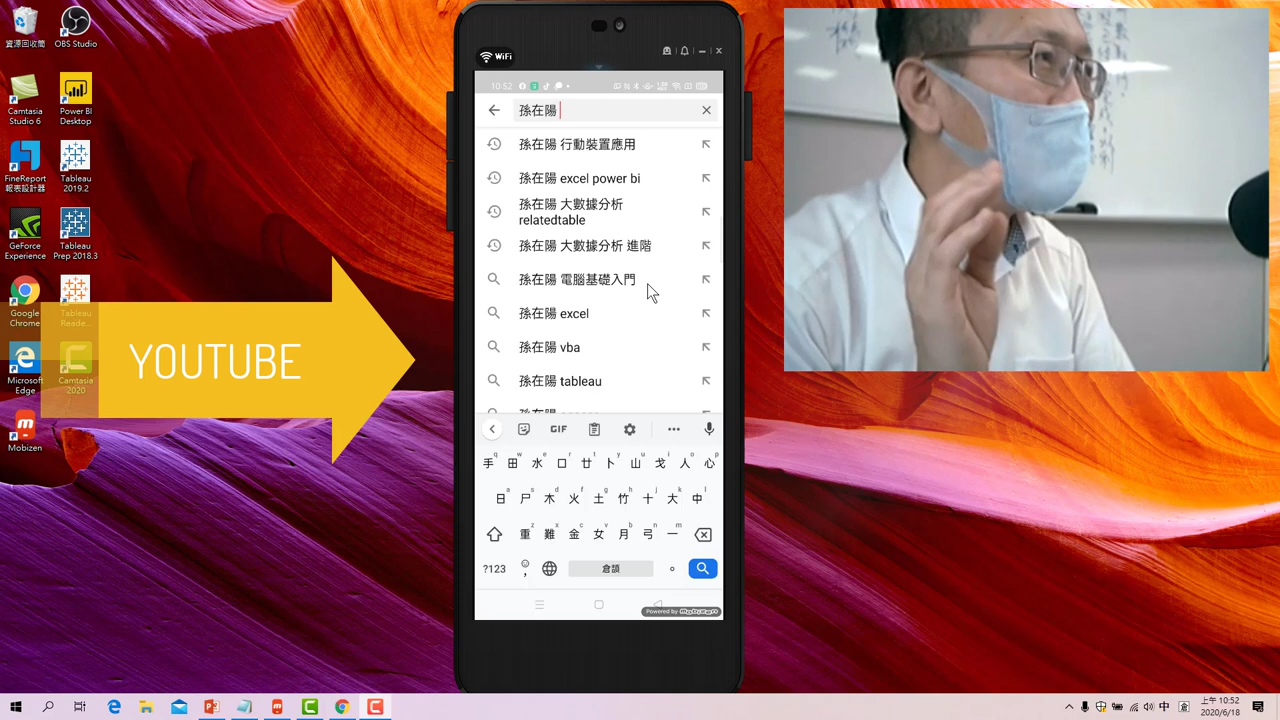 資源回收筒
OBS Studio
Camtasia
Studio 6
Power BI
Desktop
FineReport
報表設計器
Tableau
2019.2
GeForce
Experience
Tableau
Prep 2018.3
Google
Chrome
Tableau
Reade...
Microsoft
Edge
Camtasia
2020
Mobizen
YOUTUBE
WiFi
10:52
孫在陽
孫在陽 行動裝置應用
孫在陽 excel power bi
孫在陽 大數據分析
relatedtable
孫在陽 大數據分析 進階
孫在陽 電腦基礎入門
孫在陽 excel
孫在陽 vba
孫在陽 tableau
GIF
手 q 田 w 水 e 口 r 廿 t 卜 y 山 u 戈 i 人 o 心 p
日 a 尸 s 木 d 火 f 土 g 竹 h 十 j 大 k 中 l
重 z 難 x 金 c 女 v 月 b 弓 n 一 m
?123 , 倉頡 。
Powered by mobizen
中
上午 10:52
2020/6/18